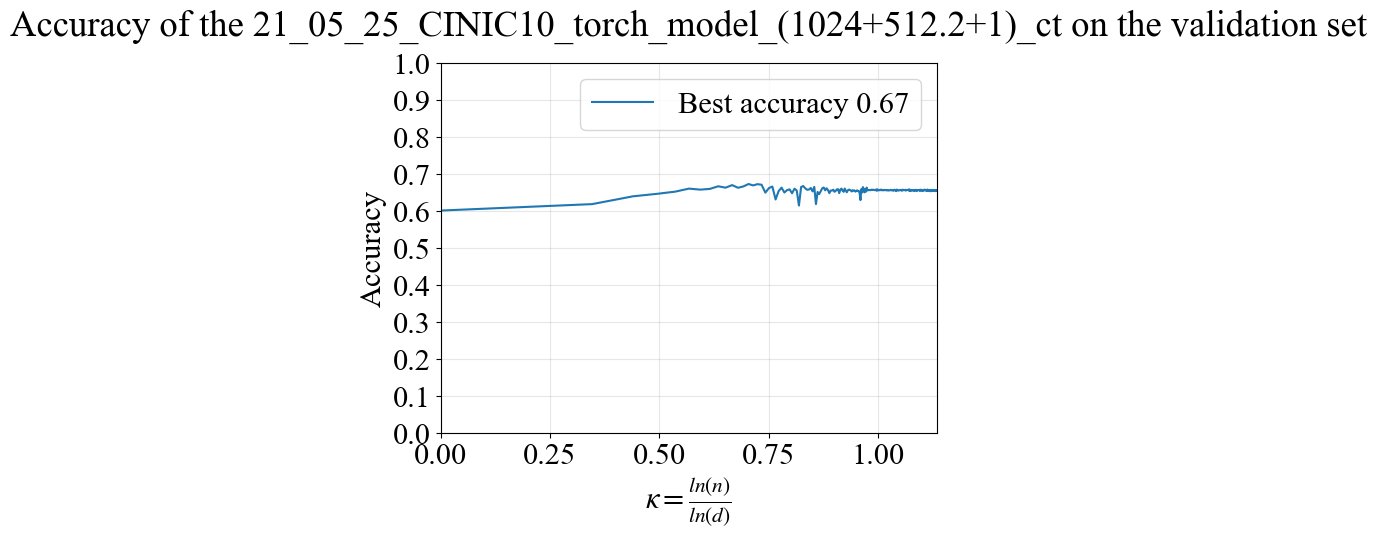 Accuracy of the 21_05_25_CINIC10_torch_model_(1024+512.2+1)_ct on the validation set
Best accuracy 0.67
Accuracy
1.0
0.9
0.8
0.7
0.6
0.5
0.4
0.3
0.2
0.1
0.0
0.00 0.25 0.50 0.75 1.00
κ = ln(n) / ln(d)